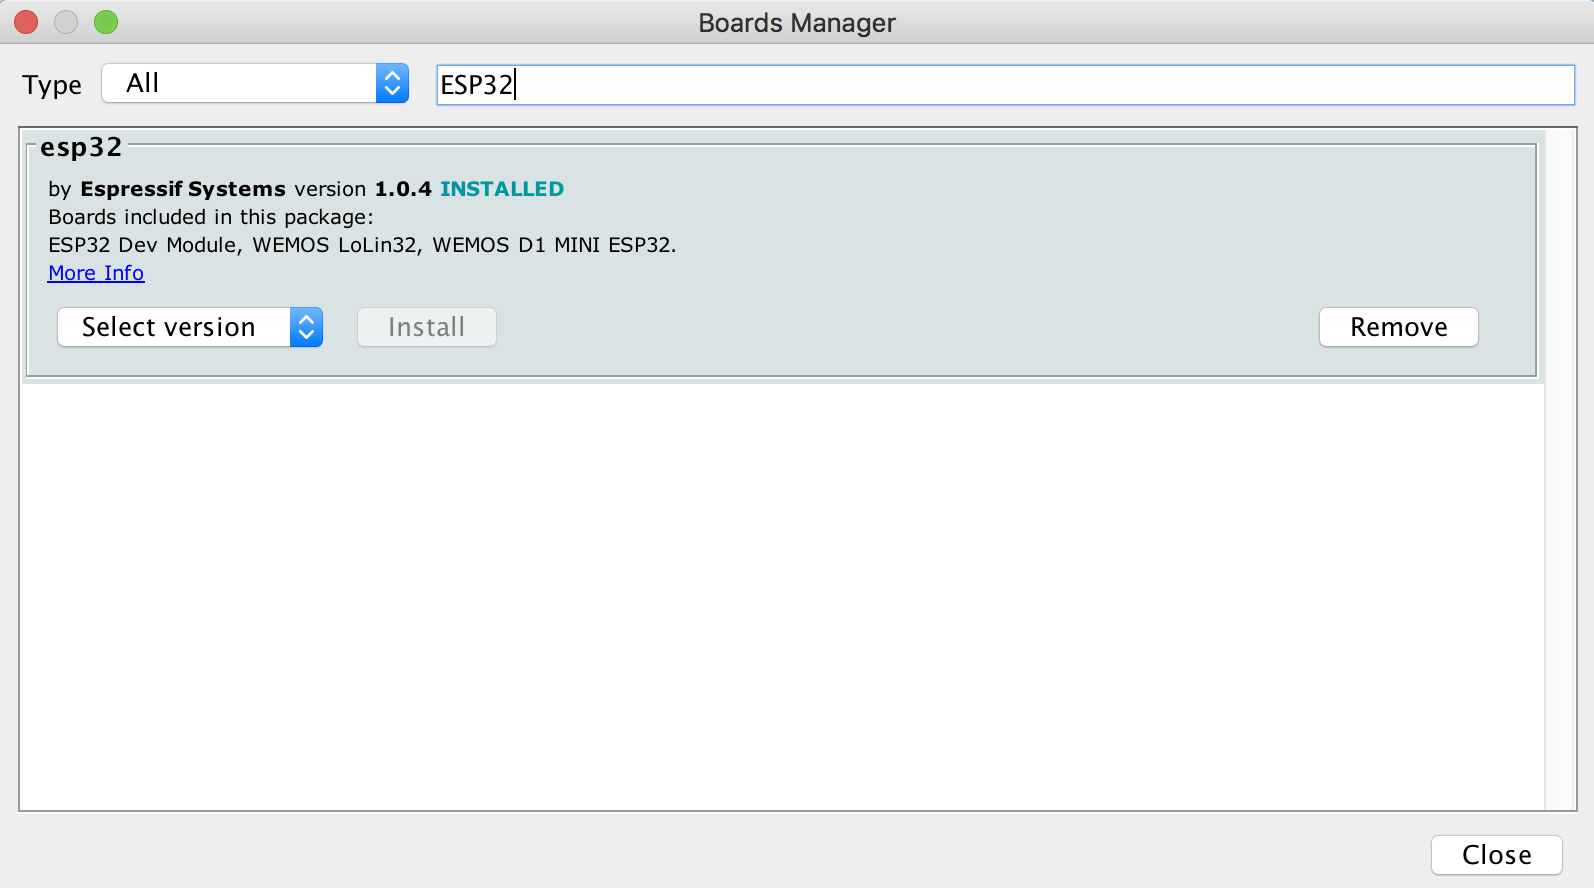 Boards Manager
Type All ESP32
esp32
by Espressif Systems version 1.0.4 INSTALLED
Boards included in this package:
ESP32 Dev Module, WEMOS LoLin32, WEMOS D1 MINI ESP32.
More Info
Select version Install Remove
Close